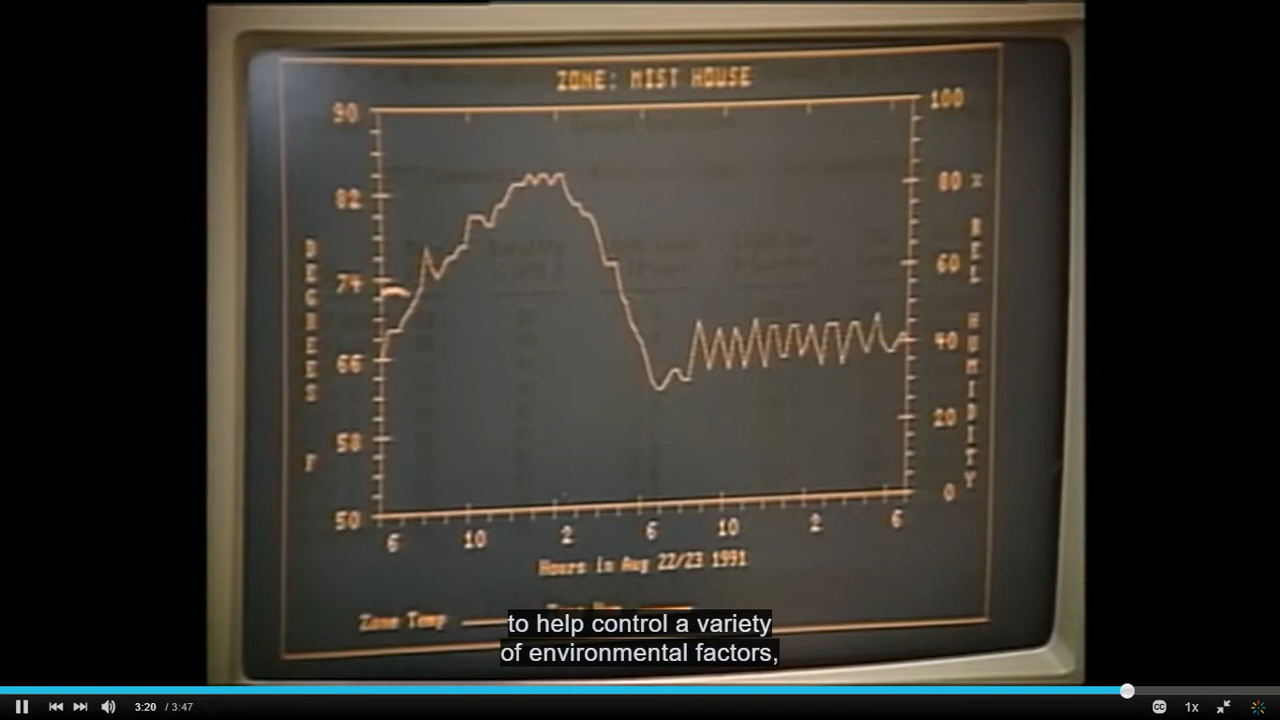 ZONE: MIST HOUSE
90
82
74
66
58
50
DEGREES F
100
80
60
40
20
0
% REL HUMIDITY
6 10 2 6 10 2 6
Hours in Aug 22/23 1991
Zone Temp
to help control a variety
of environmental factors,
3:20 / 3:47
CC
1x